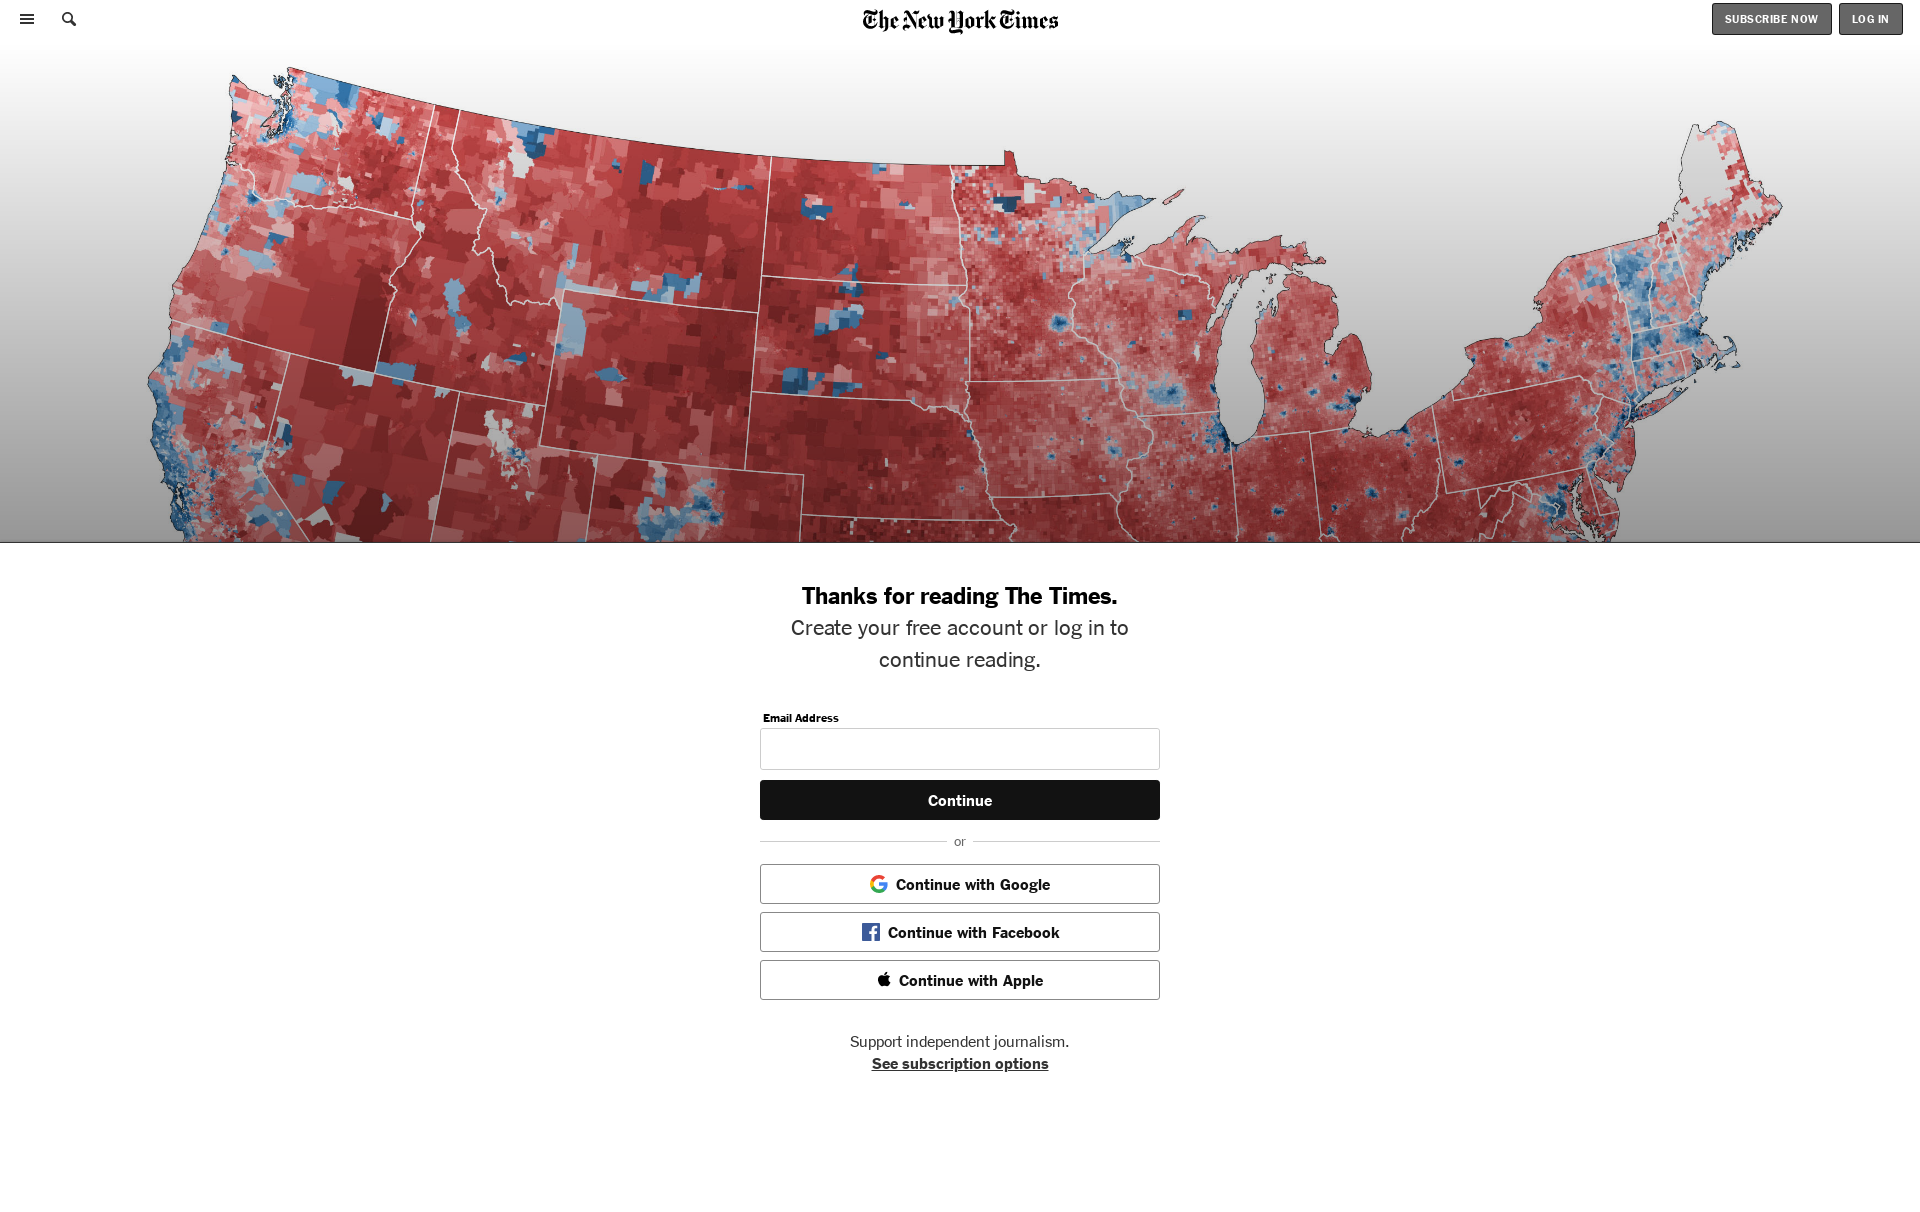 The New York Times
SUBSCRIBE NOW
LOG IN
Thanks for reading The Times.
Create your free account or log in to
continue reading.
Email Address
Continue
or
Continue with Google
Continue with Facebook
Continue with Apple
Support independent journalism.
See subscription options